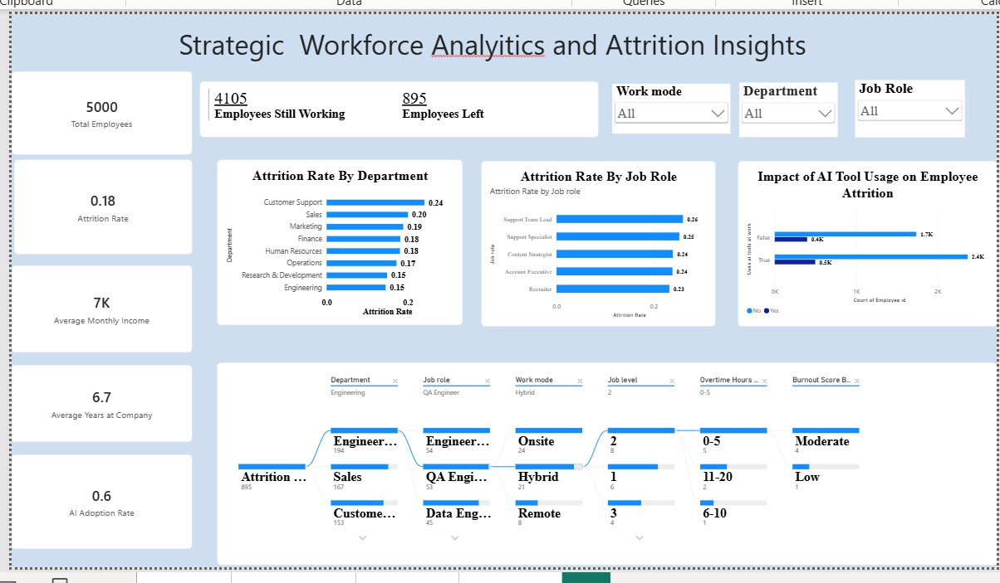 Clipboard
Data
Queries
Insert
Strategic  Workforce Analyitics and Attrition Insights
5000
Total Employees
0.18
Attrition Rate
7K
Average Monthly Income
6.7
Average Years at Company
0.6
AI Adoption Rate
4105
Employees Still Working
895
Employees Left
Work mode
All
Department
All
Job Role
All
Attrition Rate By Department
Department
Customer Support 0.24
Sales 0.20
Marketing 0.19
Finance 0.18
Human Resources 0.18
Operations 0.17
Research & Development 0.15
Engineering 0.15
0.0 0.2
Attrition Rate
Attrition Rate By Job Role
Attrition Rate by Job role
Job role
Support Team Lead 0.26
Support Specialist 0.25
Content Strategist 0.24
Account Executive 0.24
Recruiter 0.23
0.0 0.2
Attrition Rate
Impact of AI Tool Usage on Employee
Attrition
Uses ai tools at work
False 1.7K
0.4K
True 2.4K
0.5K
0K 1K 2K
Count of Employee id
No Yes
Department Job role Work mode Job level Overtime Hours ... Burnout Score B...
Engineering QA Engineer Hybrid 2 0-5
Attrition ...
895
Engineer...
194
Sales
167
Custome...
153
Engineer...
54
QA Engi...
53
Data Eng...
45
Onsite
24
Hybrid
21
Remote
8
2
8
1
6
3
4
0-5
5
11-20
2
6-10
1
Moderate
4
Low
1